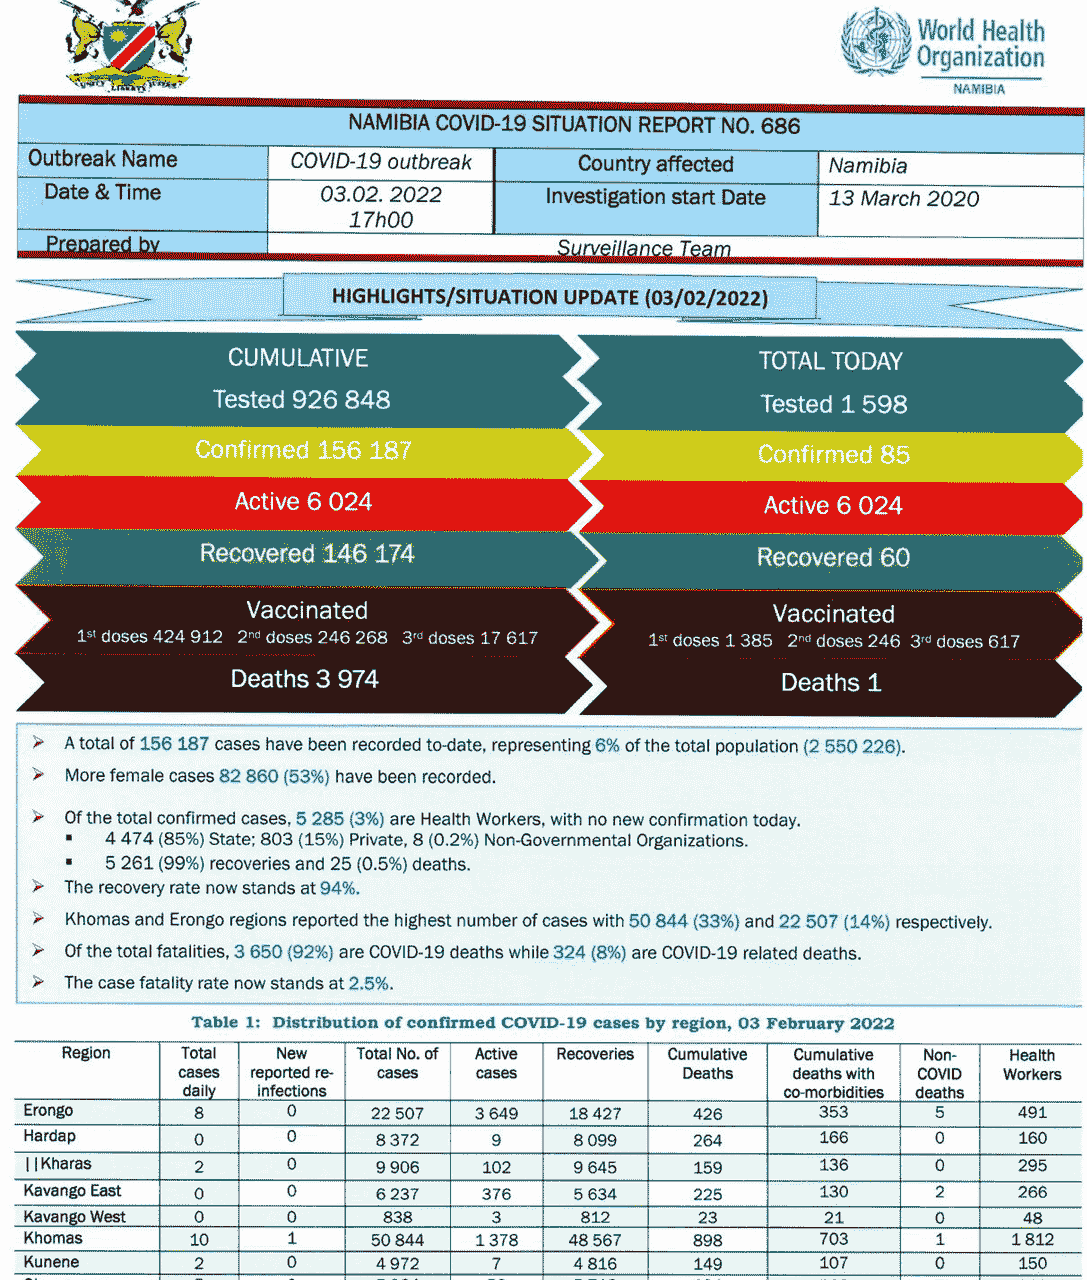 World Health
Organization
NAMIBIA
NAMIBIA COVID-19 SITUATION REPORT NO. 686
Outbreak Name COVID-19 outbreak Country affected Namibia
Date & Time 03.02. 2022 Investigation start Date 13 March 2020
17h00
Prepared by Surveillance Team
HIGHLIGHTS/SITUATION UPDATE (03/02/2022)
CUMULATIVE
Tested 926 848
Confirmed 156 187
Active 6 024
Recovered 146 174
Vaccinated
1st doses 424 912 2nd doses 246 268 3rd doses 17 617
Deaths 3 974
TOTAL TODAY
Tested 1 598
Confirmed 85
Active 6 024
Recovered 60
Vaccinated
1st doses 1 385 2nd doses 246 3rd doses 617
Deaths 1
➢ A total of 156 187 cases have been recorded to-date, representing 6% of the total population (2 550 226).
➢ More female cases 82 860 (53%) have been recorded.
➢ Of the total confirmed cases, 5 285 (3%) are Health Workers, with no new confirmation today.
▪ 4 474 (85%) State; 803 (15%) Private, 8 (0.2%) Non-Governmental Organizations.
▪ 5 261 (99%) recoveries and 25 (0.5%) deaths.
➢ The recovery rate now stands at 94%.
➢ Khomas and Erongo regions reported the highest number of cases with 50 844 (33%) and 22 507 (14%) respectively.
➢ Of the total fatalities, 3 650 (92%) are COVID-19 deaths while 324 (8%) are COVID-19 related deaths.
➢ The case fatality rate now stands at 2.5%.
Table 1: Distribution of confirmed COVID-19 cases by region, 03 February 2022
Region Total cases daily New reported re-infections Total No. of cases Active cases Recoveries Cumulative Deaths Cumulative deaths with co-morbidities Non-COVID deaths Health Workers
Erongo 8 0 22 507 3 649 18 427 426 353 5 491
Hardap 0 0 8 372 9 8 099 264 166 0 160
||Kharas 2 0 9 906 102 9 645 159 136 0 295
Kavango East 0 0 6 237 376 5 634 225 130 2 266
Kavango West 0 0 838 3 812 23 21 0 48
Khomas 10 1 50 844 1 378 48 567 898 703 1 1 812
Kunene 2 0 4 972 7 4 816 149 107 0 150